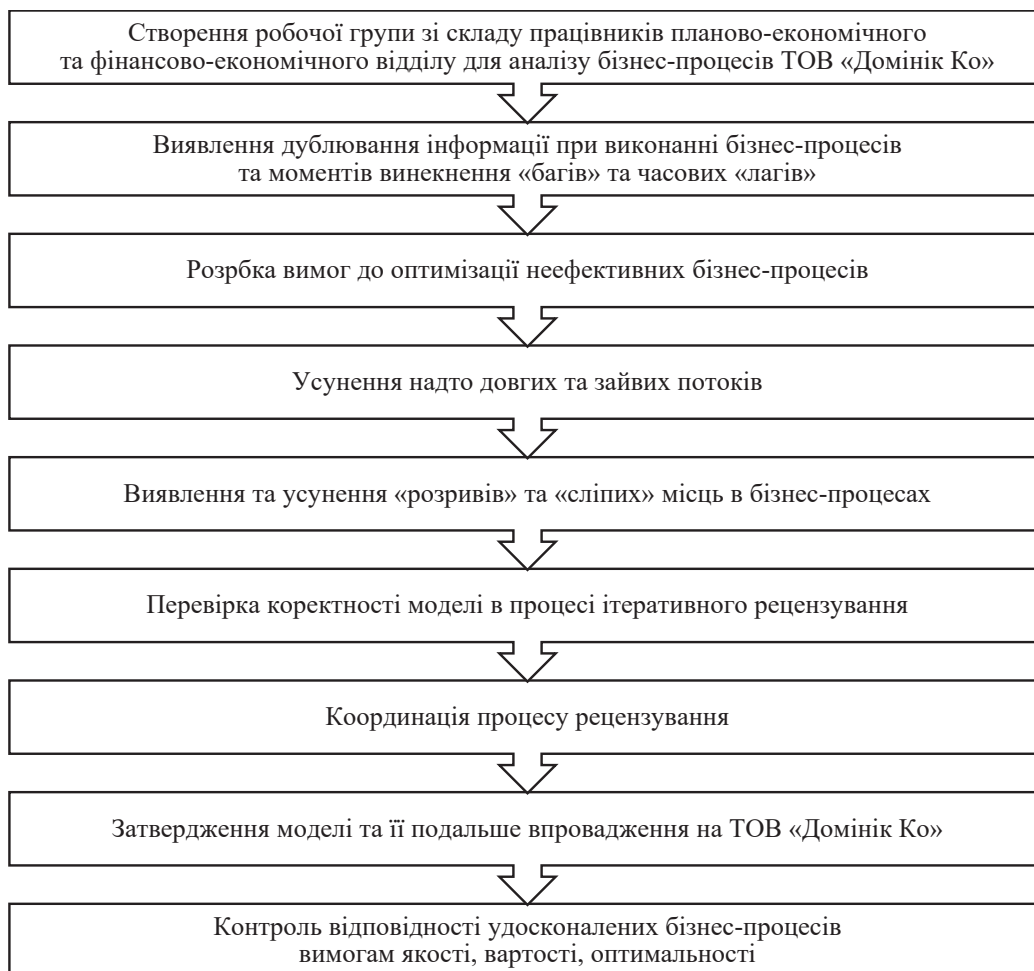 Створення робочої групи зі складу працівників планово-економічного
та фінансово-економічного відділу для аналізу бізнес-процесів ТОВ «Домінік Ко»
Виявлення дублювання інформації при виконанні бізнес-процесів
та моментів винекнення «багів» та часових «лагів»
Розрбка вимог до оптимізації неефективних бізнес-процесів
Усунення надто довгих та зайвих потоків
Виявлення та усунення «розривів» та «сліпих» місць в бізнес-процесах
Перевірка коректності моделі в процесі ітеративного рецензування
Координація процесу рецензування
Затвердження моделі та її подальше впровадження на ТОВ «Домінік Ко»
Контроль відповідності удосконалених бізнес-процесів
вимогам якості, вартості, оптимальності